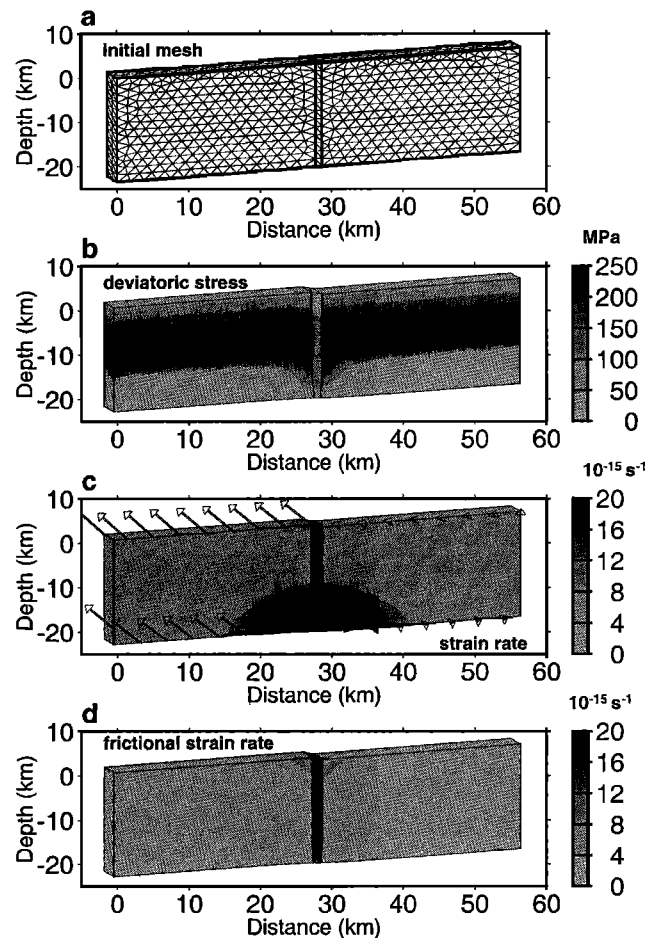 a
initial mesh
10
0
-10
-20
Depth (km)
0 10 20 30 40 50 60
Distance (km)
b
deviatoric stress
10
0
-10
-20
Depth (km)
0 10 20 30 40 50 60
Distance (km)
MPa
250
200
150
100
50
0
c
10
0
-10
-20
Depth (km)
strain rate
0 10 20 30 40 50 60
Distance (km)
10-15 s-1
20
16
12
8
4
0
d
frictional strain rate
10
0
-10
-20
Depth (km)
0 10 20 30 40 50 60
Distance (km)
10-15 s-1
20
16
12
8
4
0